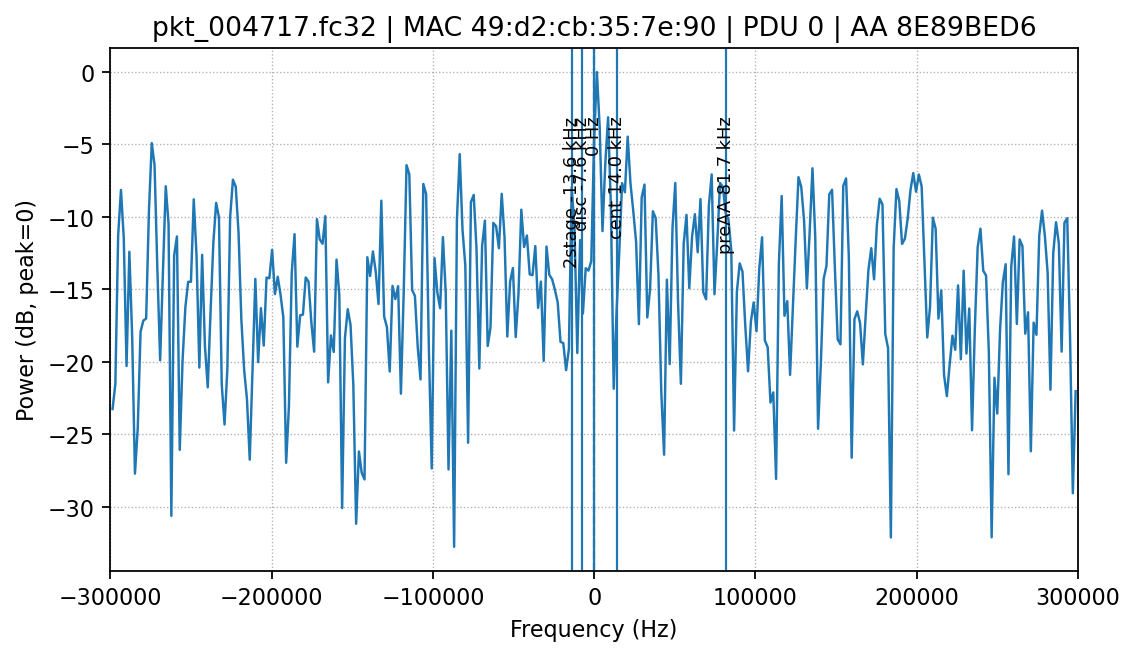 pkt_004717.fc32 | MAC 49:d2:cb:35:7e:90 | PDU 0 | AA 8E89BED6
Power (dB, peak=0)
0
−5
−10
−15
−20
−25
−30
2stage -13.6 kHz
disc -7.6 kHz
0 Hz
cent 14.0 kHz
preAA 81.7 kHz
−300000
−200000
−100000
0
100000
200000
300000
Frequency (Hz)